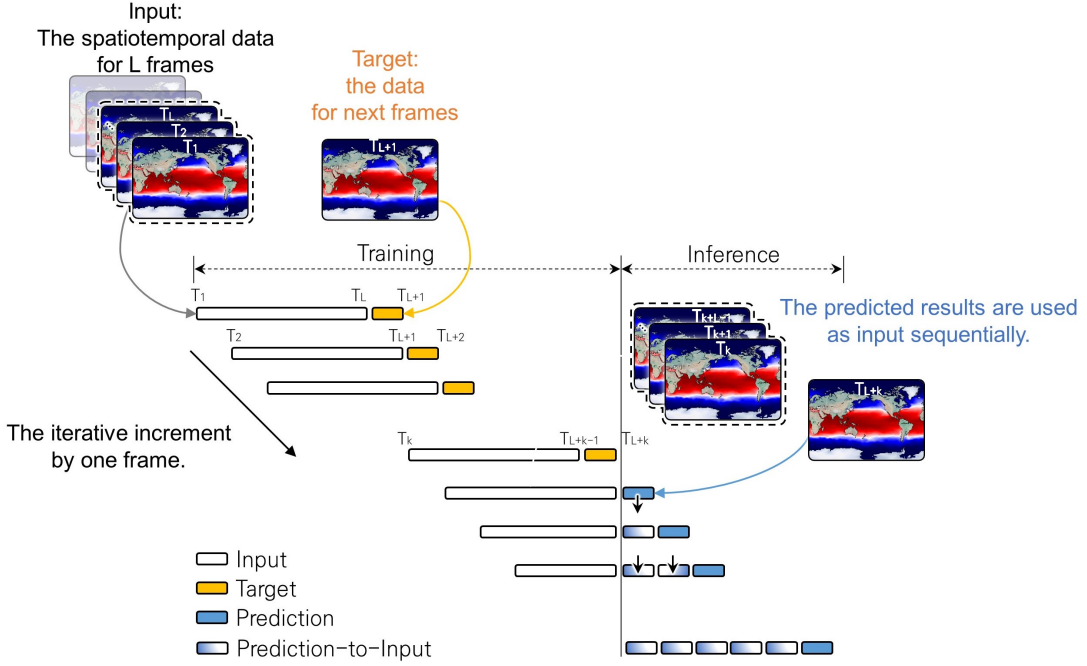 Input:
The spatiotemporal data
for L frames
Target:
the data
for next frames
TL
T2
T1
TL+1
Training
Inference
T1
TL
TL+1
T2
TL+1
TL+2
Tk+L-1
Tk+1
Tk
The predicted results are used
as input sequentially.
TL+k
The iterative increment
by one frame.
Tk
TL+k-1
TL+k
Input
Target
Prediction
Prediction-to-Input